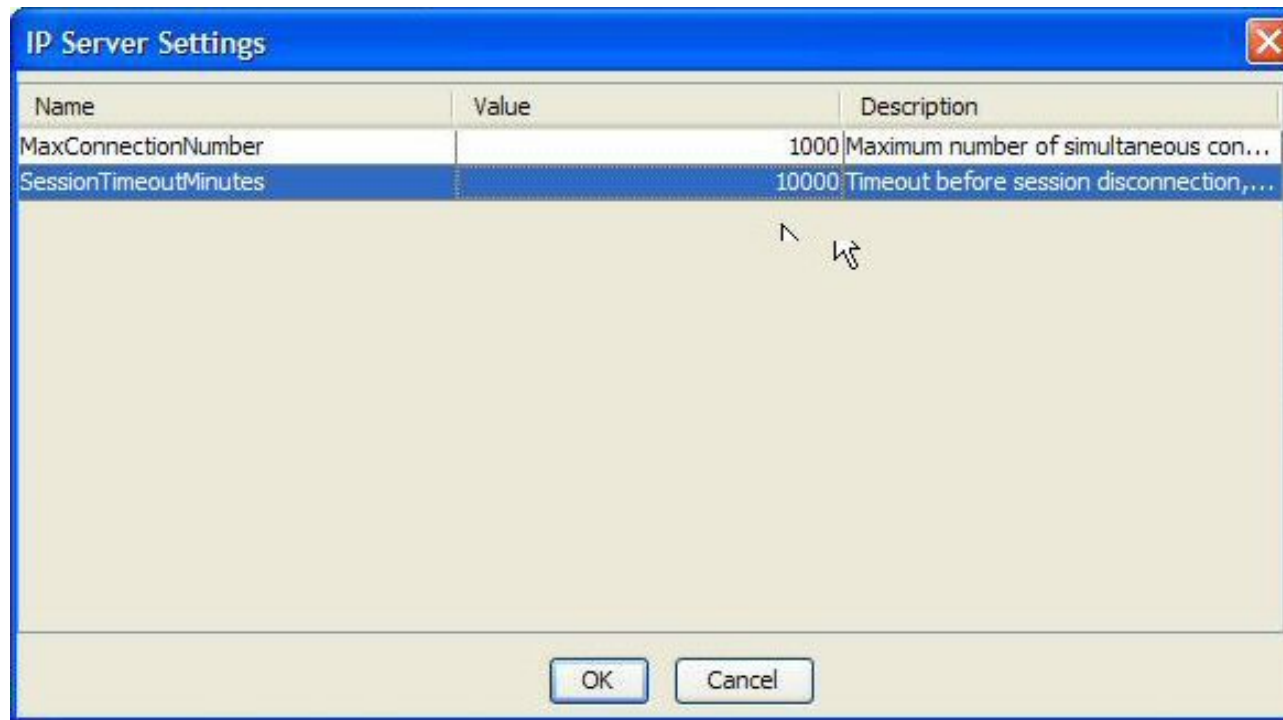 IP Server Settings
Name Value Description
MaxConnectionNumber 1000 Maximum number of simultaneous con...
SessionTimeoutMinutes 10000 Timeout before session disconnection,...
OK Cancel